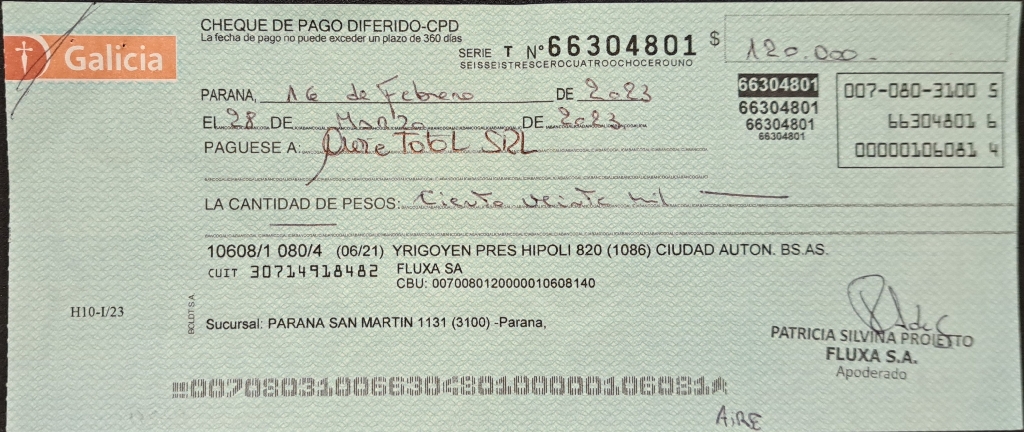 CHEQUE DE PAGO DIFERIDO-CPD
La fecha de pago no puede exceder un plazo de 360 días
Galicia
SERIE T Nº 66304801 $ 120.000.-
SEISSEISTRESCEROCUATROOCHOCEROUNO
PARANA, 16 de Febrero DE 2023
EL 28 DE Marzo DE 2023
PAGUESE A: Total SRL
66304801
66304801
66304801
66304801
007-080-3100 5
66304801 6
00000106081 4
LA CANTIDAD DE PESOS: Ciento veinte mil
10608/1 080/4 (06/21) YRIGOYEN PRES HIPOLI 820 (1086) CIUDAD AUTON. BS.AS.
CUIT 30714918482 FLUXA SA
CBU: 0070080120000010608140
H10-I/23
BOLDT S.A.
Sucursal: PARANA SAN MARTIN 1131 (3100) -Parana,
PATRICIA SILVINA PROIETTO
FLUXA S.A.
Apoderado
00708031006630480100000106081
AIRE